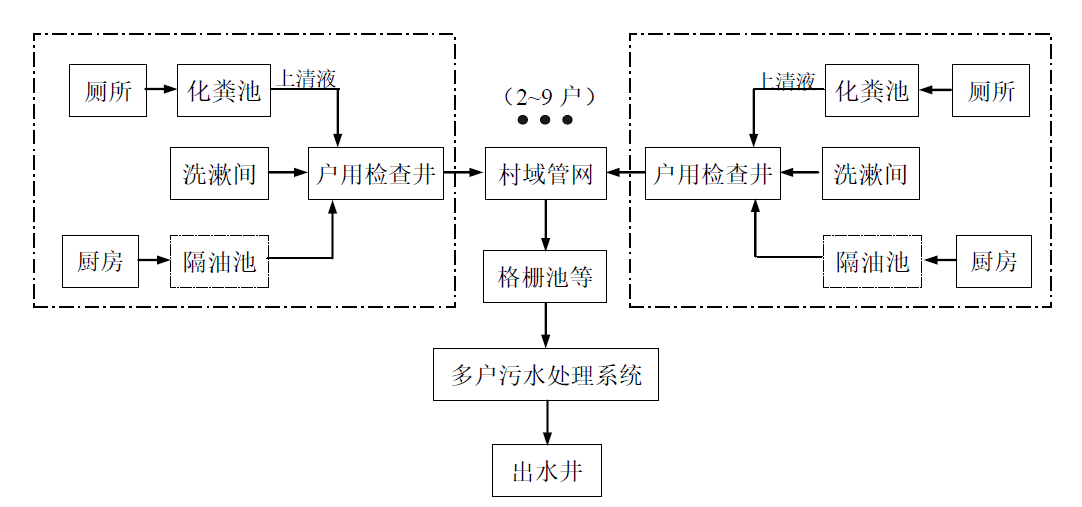 厕所
化粪池
上清液
洗漱间
户用检查井
厨房
隔油池
（2~9 户）
村域管网
格栅池等
多户污水处理系统
出水井
上清液
化粪池
厕所
户用检查井
洗漱间
隔油池
厨房